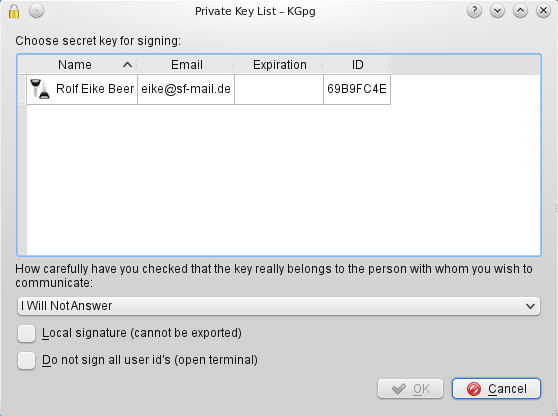 Private Key List – KGpg
Choose secret key for signing:
Name Email Expiration ID
Rolf Eike Beer eike@sf-mail.de 69B9FC4E
How carefully have you checked that the key really belongs to the person with whom you wish to
communicate:
I Will Not Answer
Local signature (cannot be exported)
Do not sign all user id's (open terminal)
OK Cancel